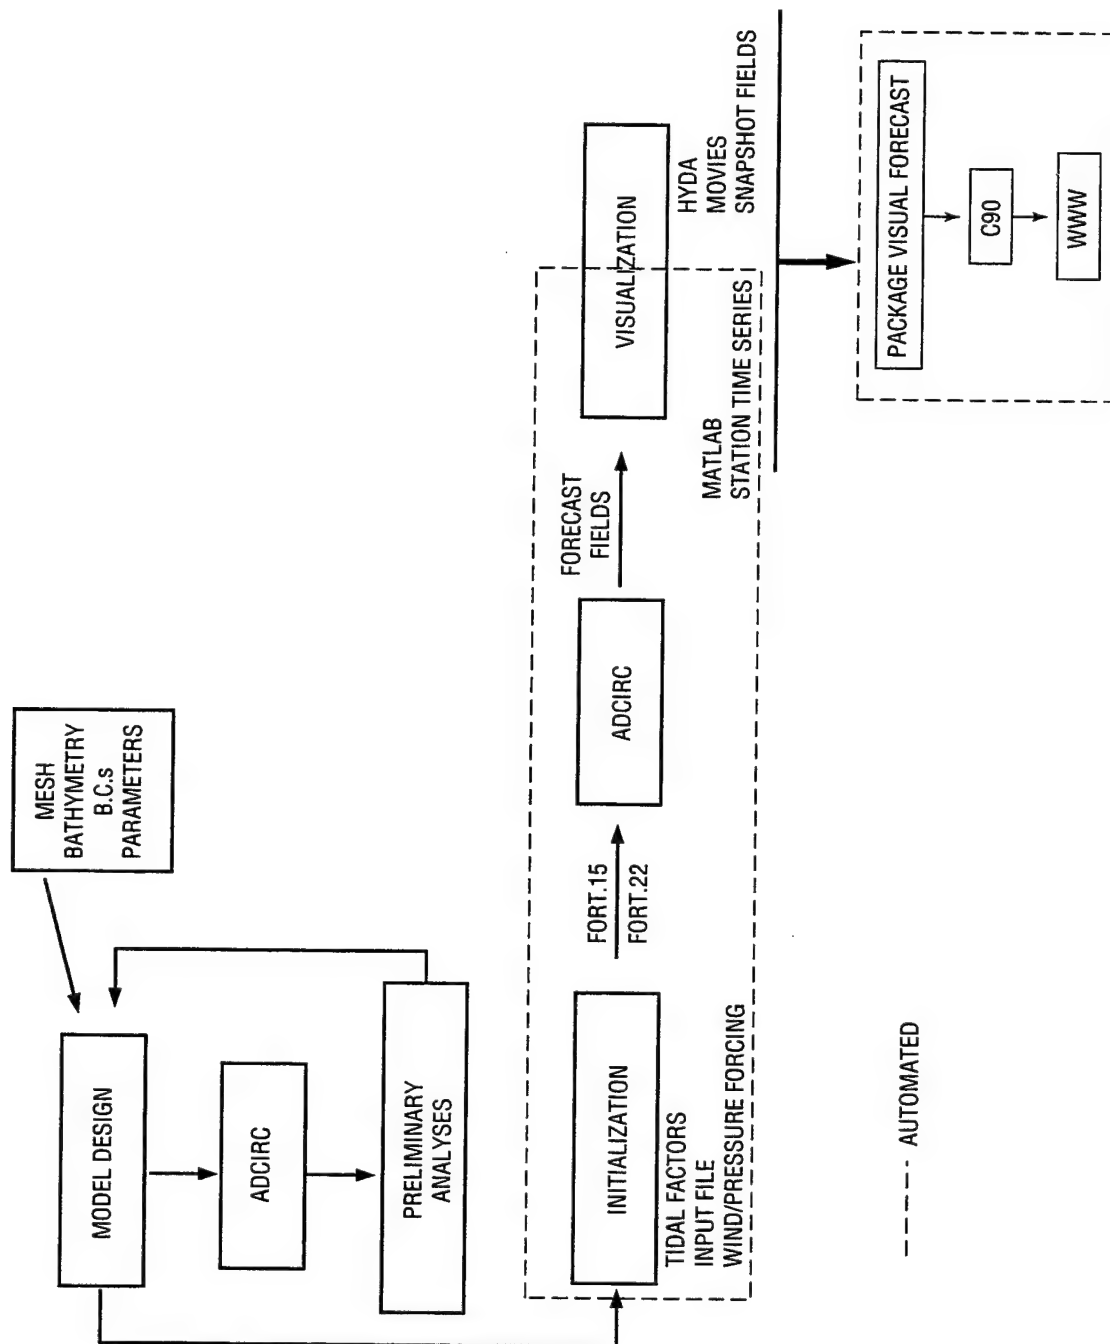 MESH
BATHYMETRY
B.C.s
PARAMETERS
MODEL DESIGN
ADCIRC
PRELIMINARY
ANALYSES
INITIALIZATION
TIDAL FACTORS
INPUT FILE
WIND/PRESSURE FORCING
FORT.15
FORT.22
ADCIRC
FORECAST
FIELDS
VISUALIZATION
MATLAB
STATION TIME SERIES
HYDA
MOVIES
SNAPSHOT FIELDS
PACKAGE VISUAL FORECAST
C90
WWW
AUTOMATED